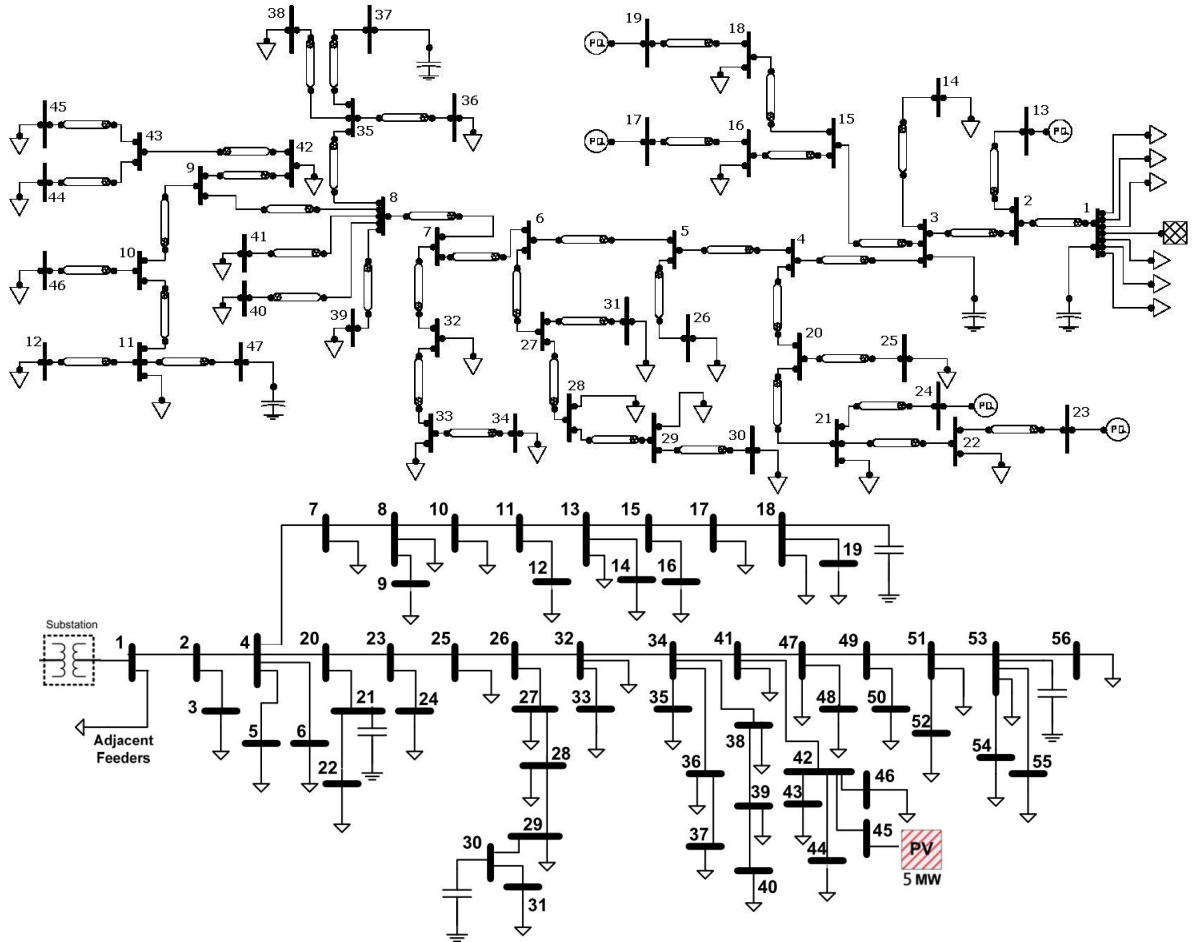 38 37 19 18
14 13
45 36 17 16 15
43 35
42
9 44 8 2 1
6 3
41 7 5 4
10
46
40 39 31 20
32 26 25
12 11 47 27
28 24 23
33 34 21
29 30 22
PQ
PQ
PQ
PQ
PQ
7 8 10 11 13 15 17 18
19
9 12 14 16
Substation
1 2 4 20 23 25 26 32 34 41 47 49 51 53 56
3 5 6 21 24 27 33 35 48 50
Adjacent
Feeders
52
38
22 28 36 42 46 54 55
43
39 45
29 37 44 PV
30 5 MW
31 40